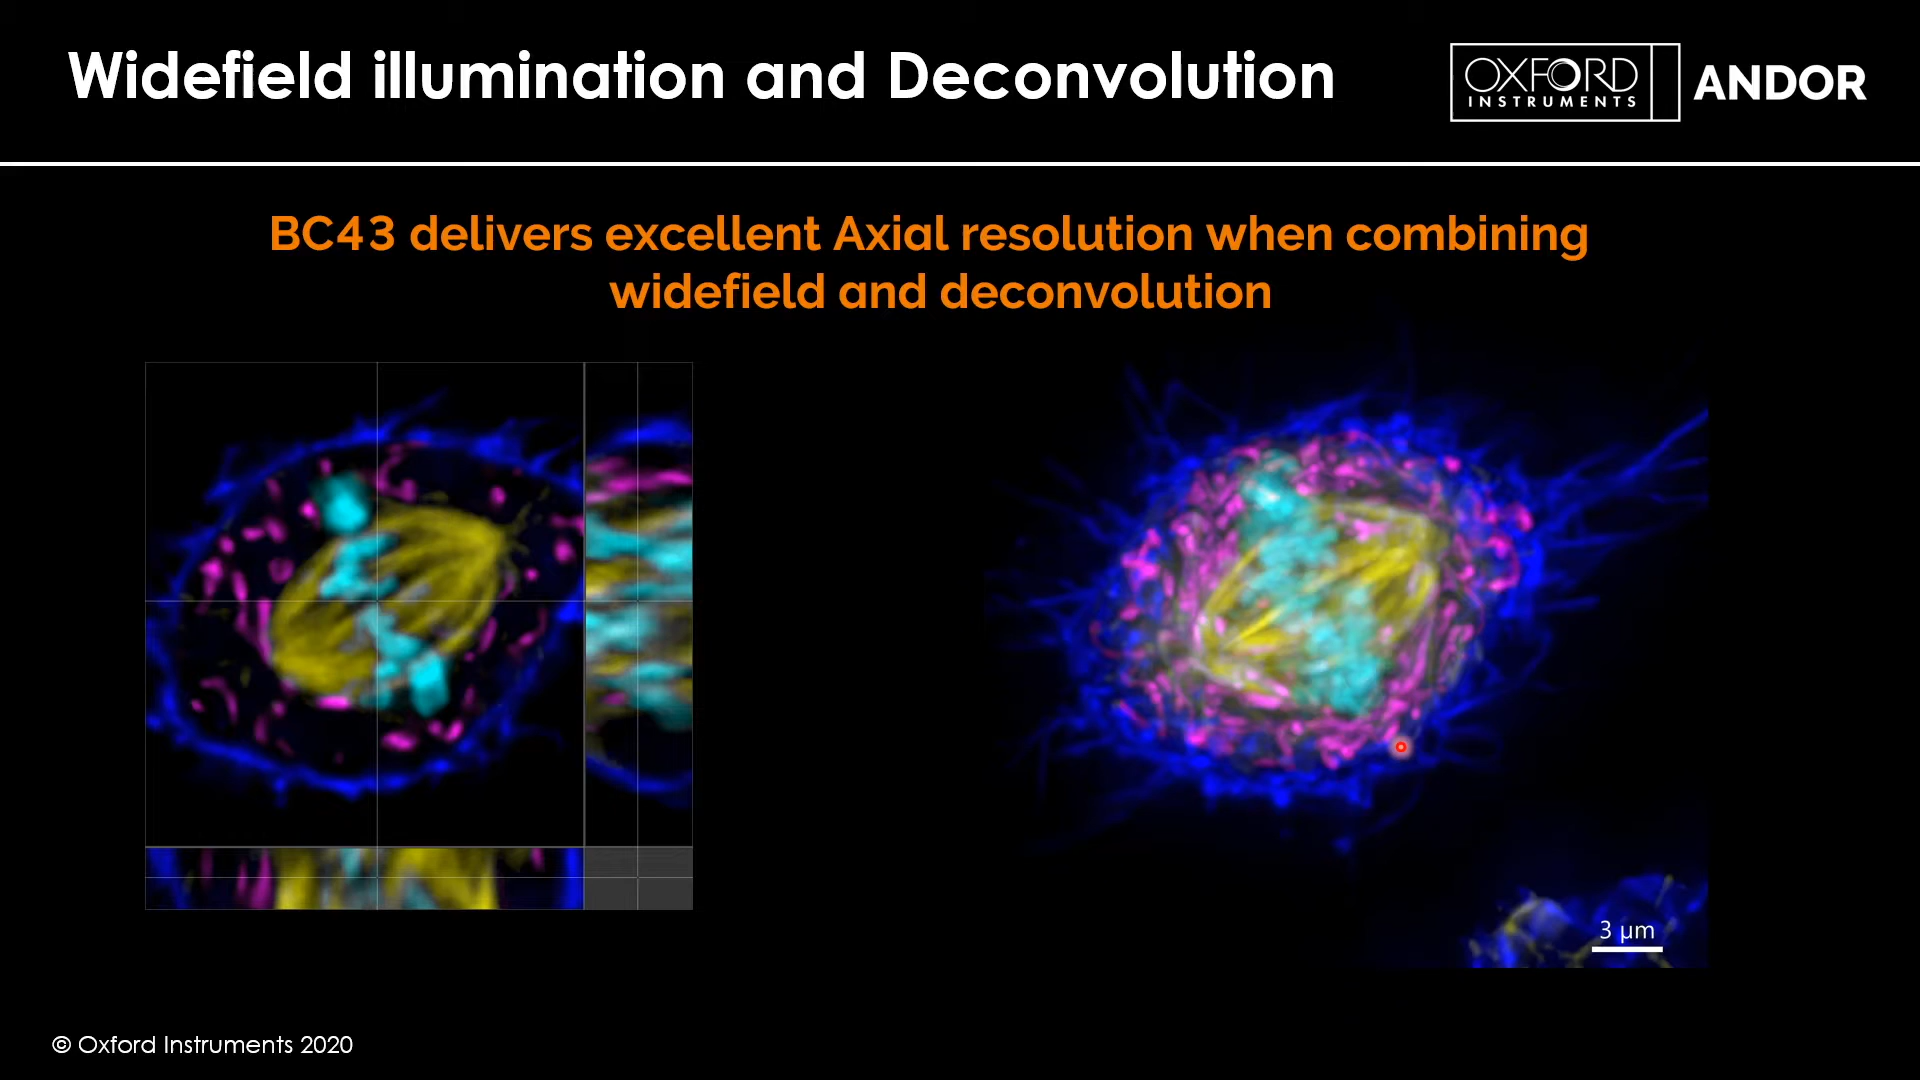 Widefield illumination and Deconvolution
OXFORD
INSTRUMENTS
ANDOR
BC43 delivers excellent Axial resolution when combining
widefield and deconvolution
3 µm
© Oxford Instruments 2020